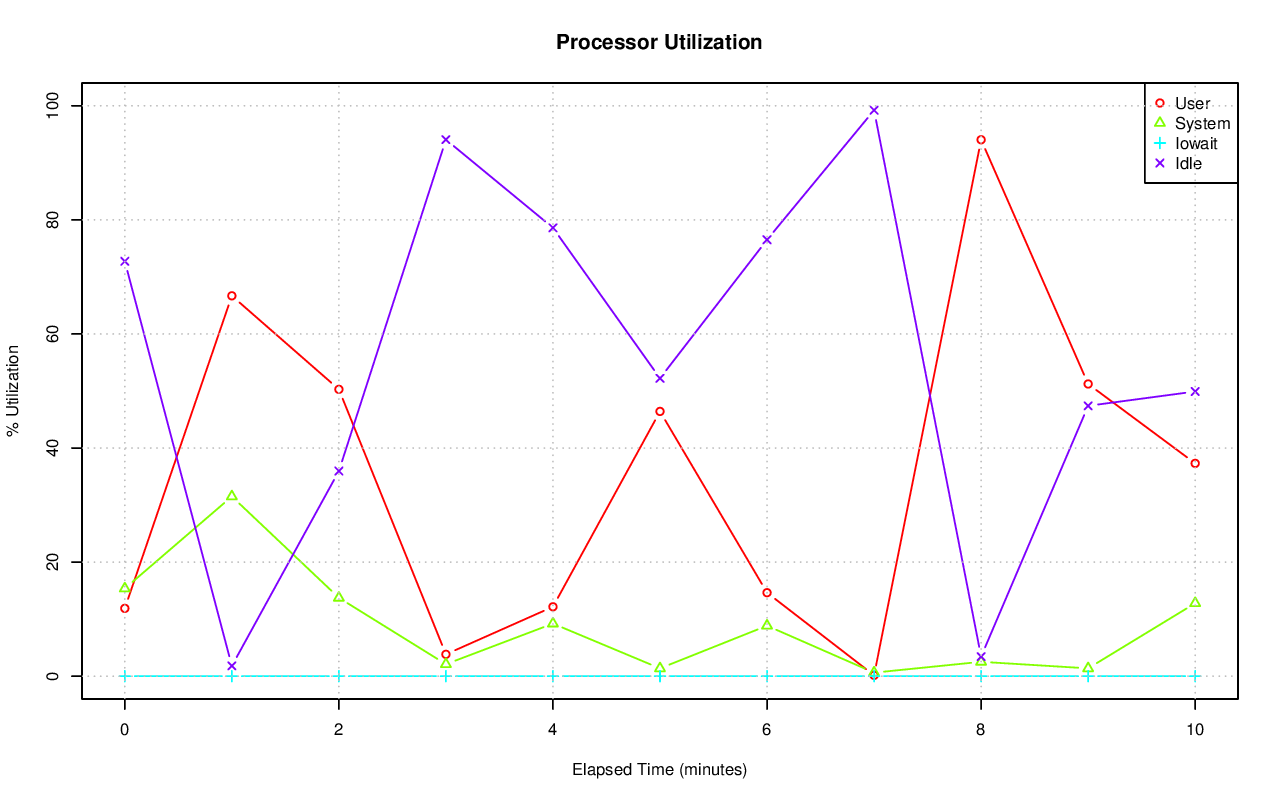 Processor Utilization
User
System
Iowait
Idle
% Utilization
100
80
60
40
20
0
0 2 4 6 8 10
Elapsed Time (minutes)